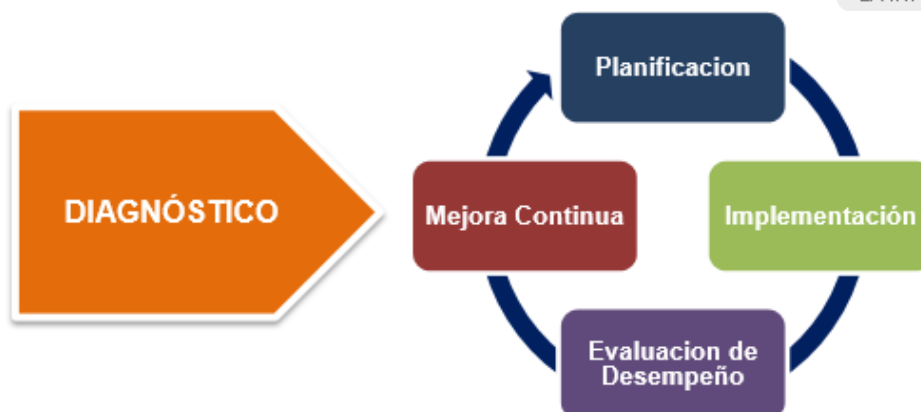 Planificacion
DIAGNÓSTICO
Mejora Continua
Implementación
Evaluacion de
Desempeño